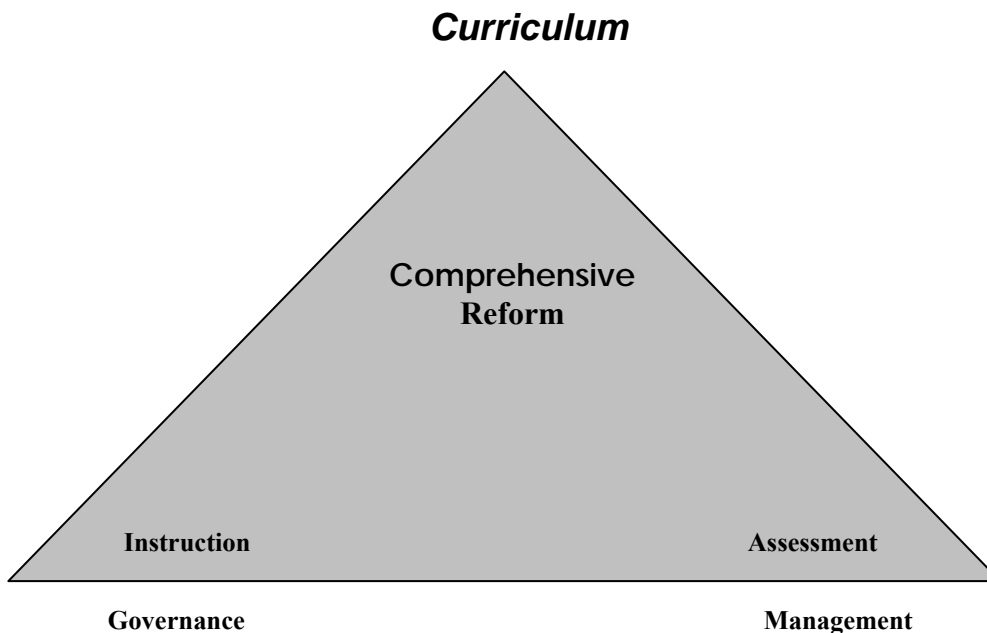 Curriculum
Comprehensive
Reform
Instruction Assessment
Governance Management